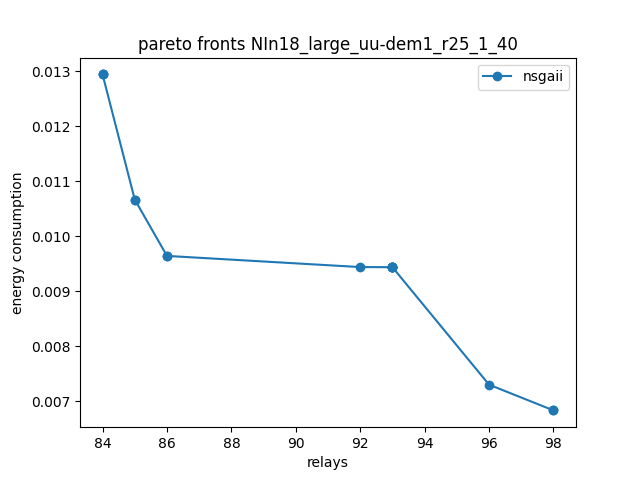 pareto fronts NIn18_large_uu-dem1_r25_1_40
nsgaii
0.013
0.012
0.011
0.010
0.009
0.008
0.007
energy consumption
84 86 88 90 92 94 96 98
relays